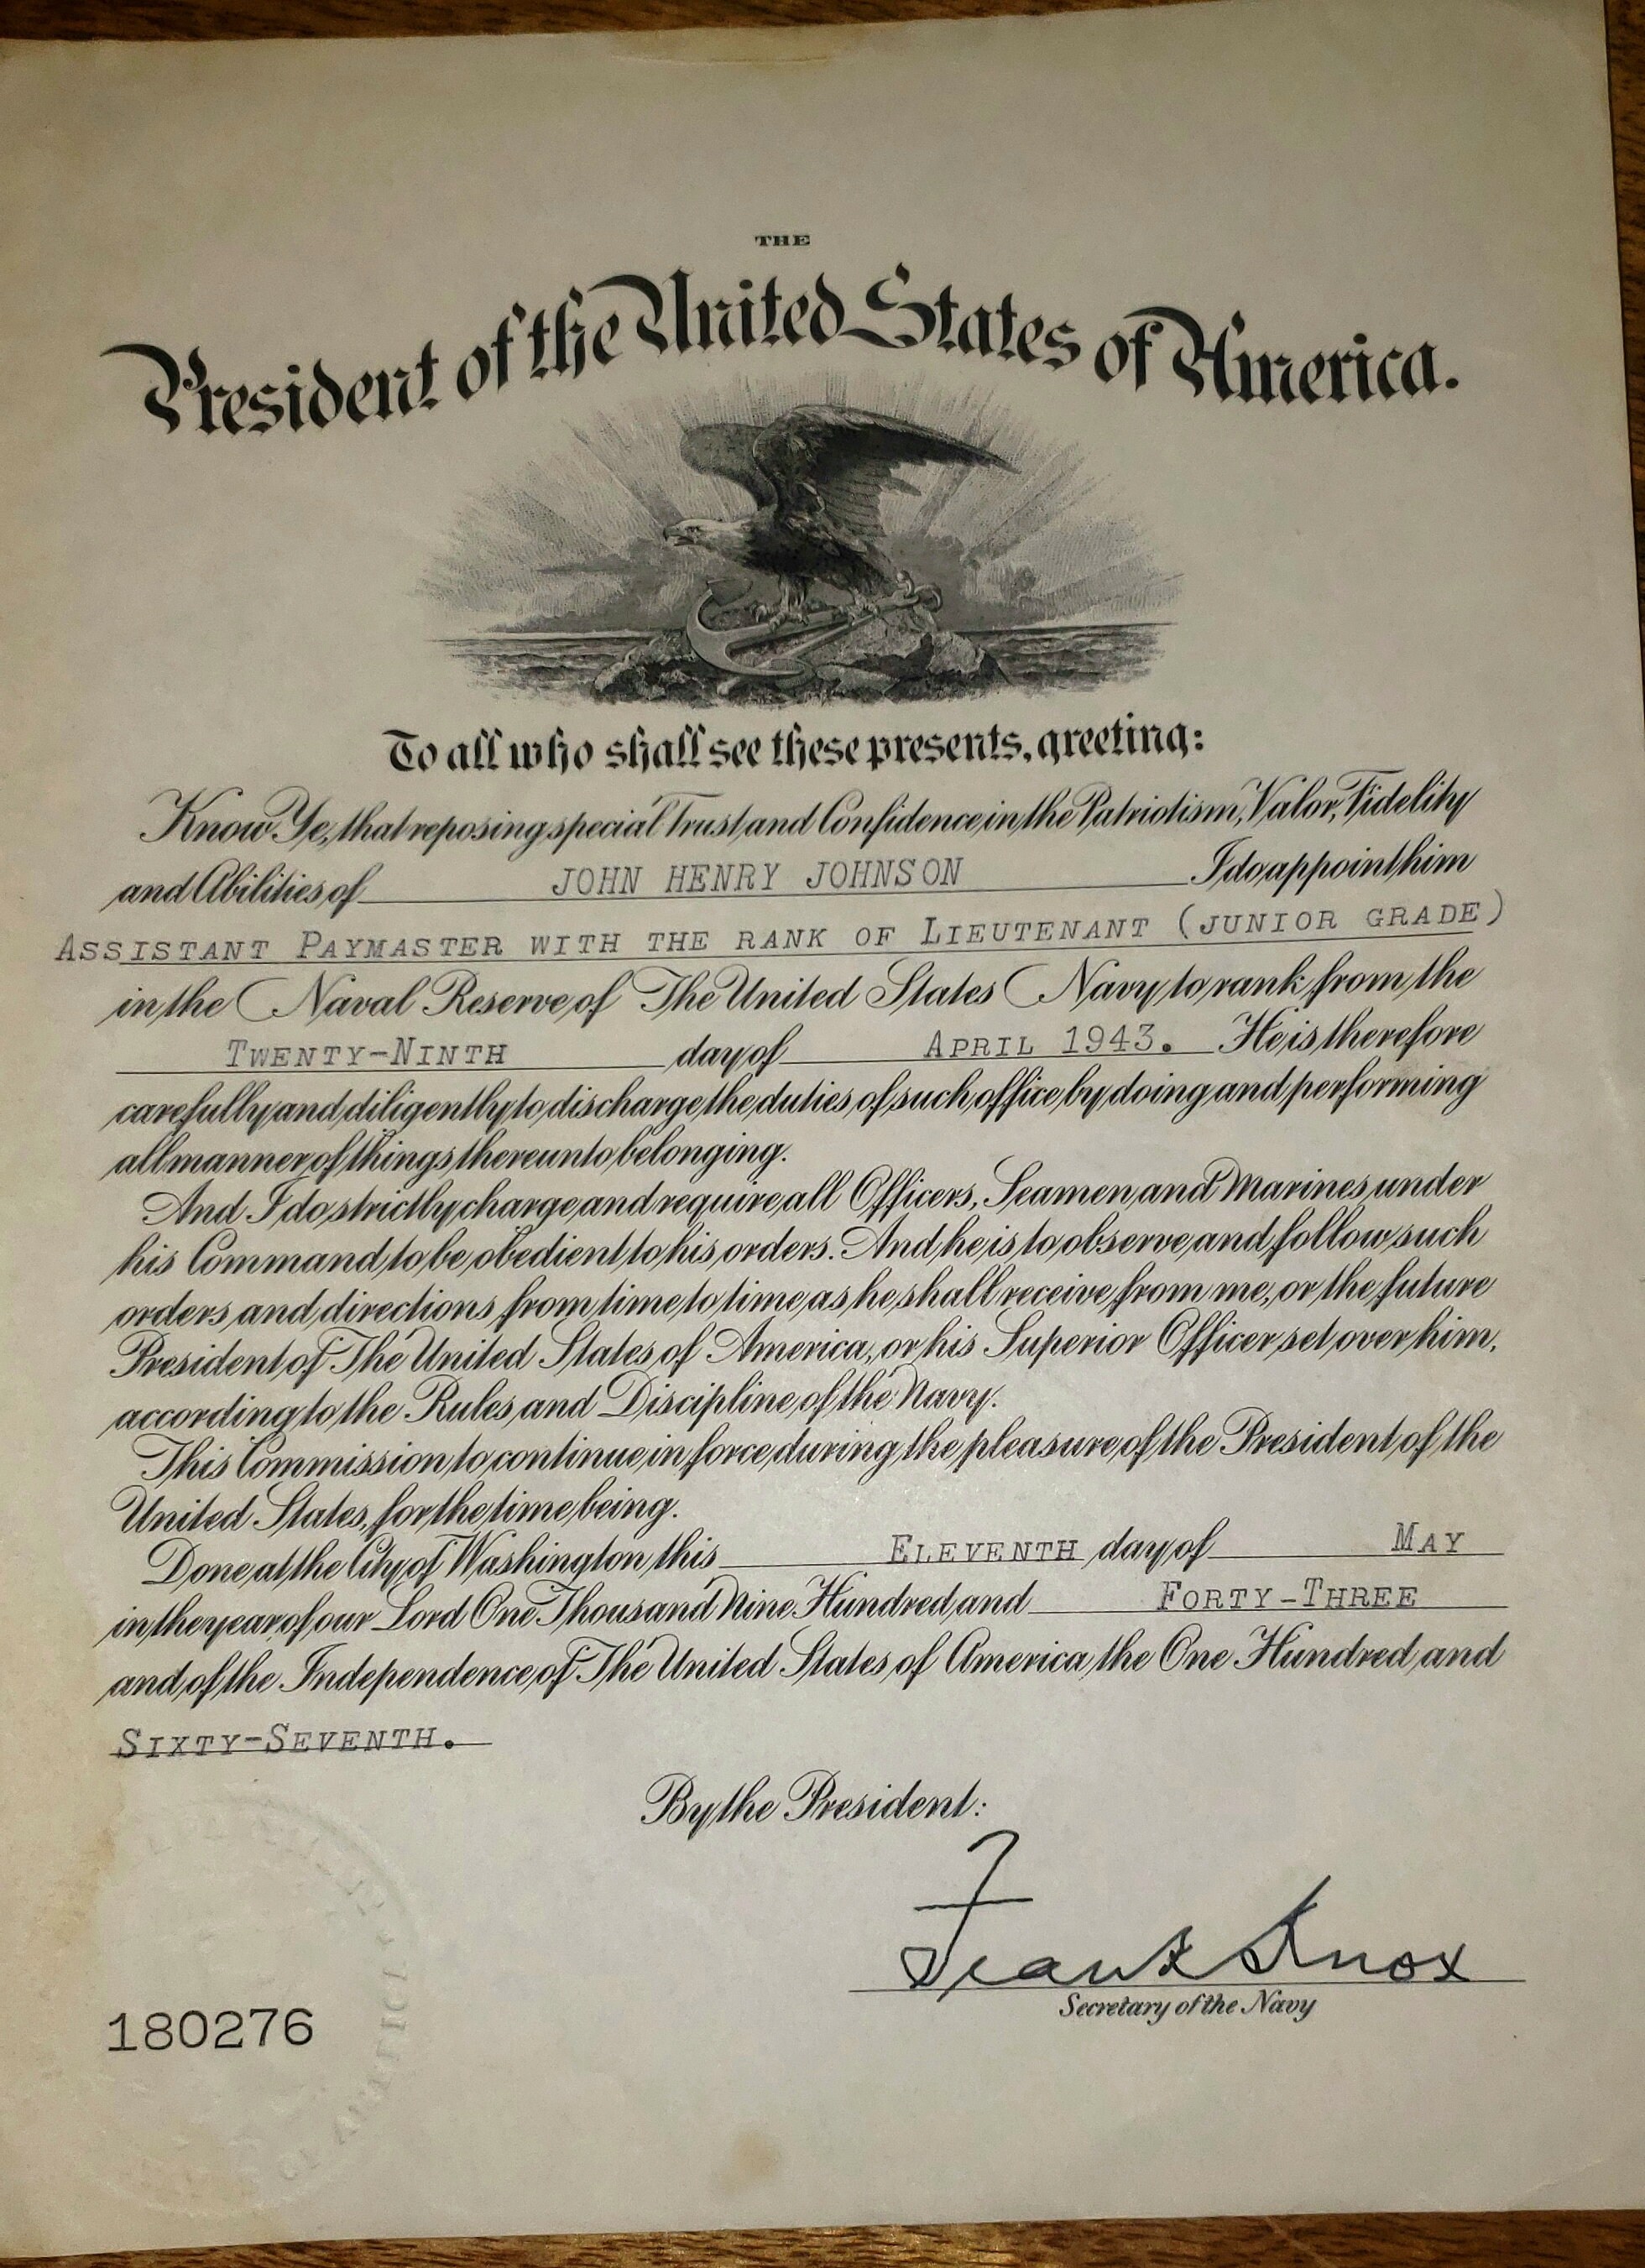 THE
President of the United States of America.
To all who shall see these presents, greeting:
Know Ye, that reposing special Trust and Confidence in the Patriotism, Valor, Fidelity
and Abilities of JOHN HENRY JOHNSON I do appoint him
ASSISTANT PAYMASTER WITH THE RANK OF LIEUTENANT (JUNIOR GRADE)
in the Naval Reserve of The United States Navy to rank from the
TWENTY-NINTH day of APRIL 1943. He is therefore
carefully and diligently to discharge the duties of such office by doing and performing
all manner of things thereunto belonging.
And I do strictly charge and require all Officers, Seamen and Marines under
his Command to be obedient to his orders. And he is to observe and follow such
orders and directions from time to time as he shall receive from me, or the future
President of The United States of America, or his Superior Officer set over him,
according to the Rules and Discipline of the Navy.
This Commission to continue in force during the pleasure of the President of the
United States, for the time being.
Done at the City of Washington this ELEVENTH day of MAY
in the year of our Lord One Thousand Nine Hundred and FORTY-THREE
and of the Independence of The United States of America the One Hundred and
SIXTY-SEVENTH.
By the President:
Frank Knox
Secretary of the Navy
180276